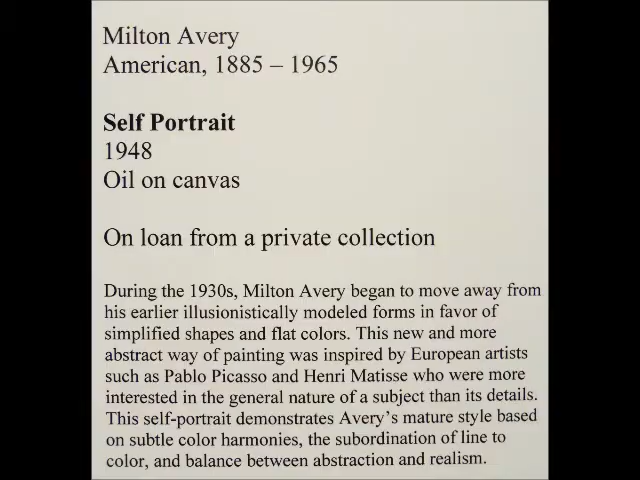 Milton Avery
American, 1885 – 1965
Self Portrait
1948
Oil on canvas
On loan from a private collection
During the 1930s, Milton Avery began to move away from
his earlier illusionistically modeled forms in favor of
simplified shapes and flat colors. This new and more
abstract way of painting was inspired by European artists
such as Pablo Picasso and Henri Matisse who were more
interested in the general nature of a subject than its details.
This self-portrait demonstrates Avery’s mature style based
on subtle color harmonies, the subordination of line to
color, and balance between abstraction and realism.